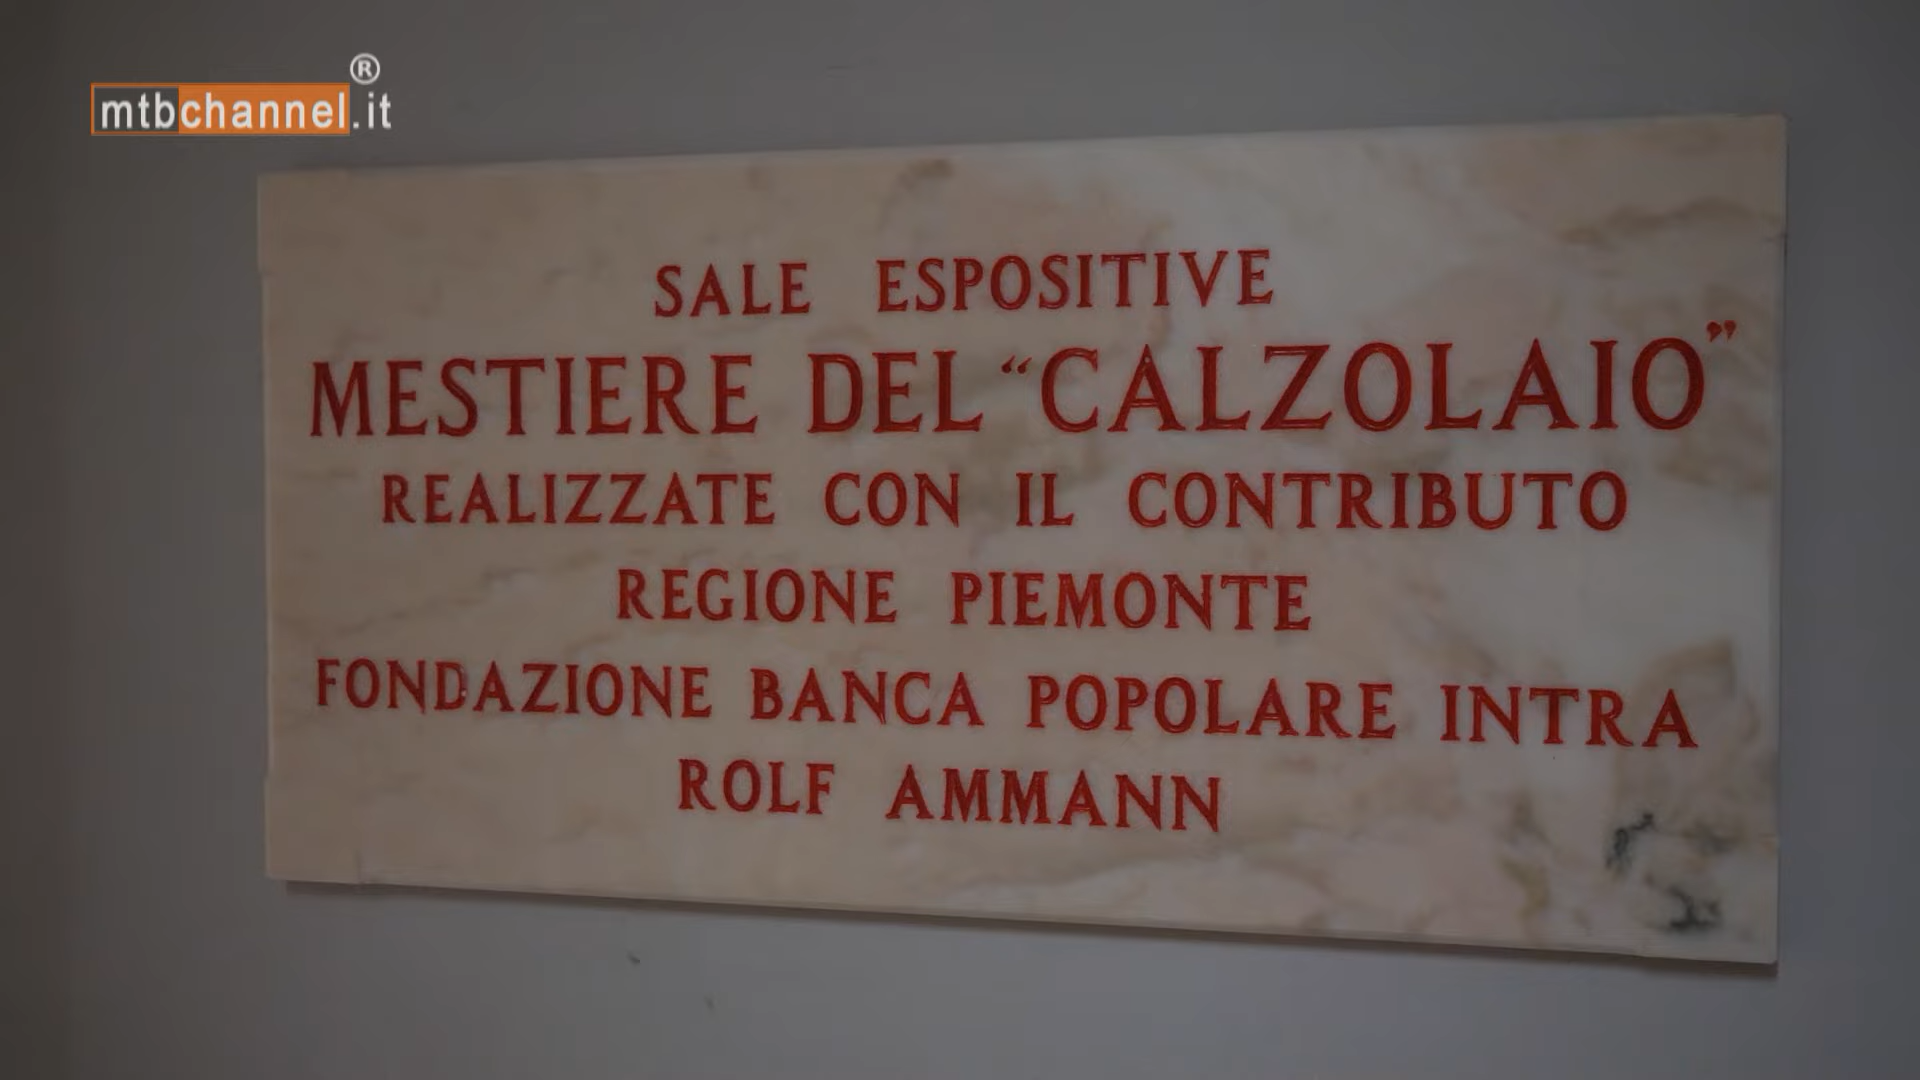 mtbchannel.it®
SALE ESPOSITIVE
MESTIERE DEL “CALZOLAIO”
REALIZZATE CON IL CONTRIBUTO
REGIONE PIEMONTE
FONDAZIONE BANCA POPOLARE INTRA
ROLF AMMANN